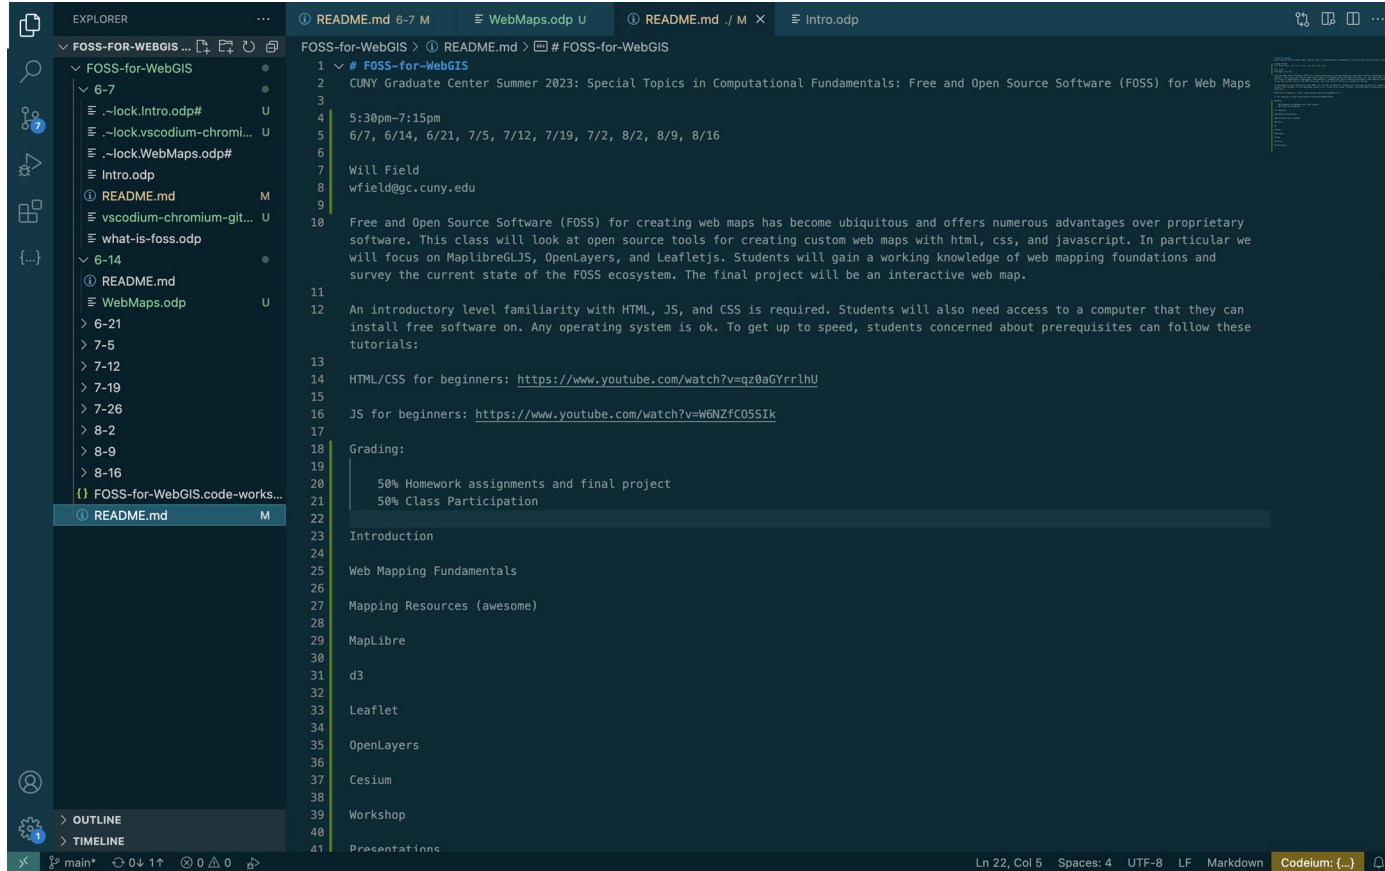 EXPLORER
FOSS-FOR-WEBGIS ...
FOSS-for-WebGIS
6-7
.~lock.Intro.odp# U
.~lock.vscodium-chromi... U
.~lock.WebMaps.odp#
Intro.odp
README.md M
vscodium-chromium-git... U
what-is-foss.odp
6-14
README.md
WebMaps.odp U
6-21
7-5
7-12
7-19
7-26
8-2
8-9
8-16
{} FOSS-for-WebGIS.code-works...
README.md M
OUTLINE
TIMELINE
7
{...}
1
README.md 6-7 M
WebMaps.odp U
README.md ./ M
Intro.odp
FOSS-for-WebGIS > README.md > # FOSS-for-WebGIS
1 # FOSS-for-WebGIS
2 CUNY Graduate Center Summer 2023: Special Topics in Computational Fundamentals: Free and Open Source Software (FOSS) for Web Maps
3
4 5:30pm-7:15pm
5 6/7, 6/14, 6/21, 7/5, 7/12, 7/19, 7/2, 8/2, 8/9, 8/16
6
7 Will Field
8 wfield@gc.cuny.edu
9
10 Free and Open Source Software (FOSS) for creating web maps has become ubiquitous and offers numerous advantages over proprietary
software. This class will look at open source tools for creating custom web maps with html, css, and javascript. In particular we
will focus on MaplibreGLJS, OpenLayers, and Leafletjs. Students will gain a working knowledge of web mapping foundations and
survey the current state of the FOSS ecosystem. The final project will be an interactive web map.
11
12 An introductory level familiarity with HTML, JS, and CSS is required. Students will also need access to a computer that they can
install free software on. Any operating system is ok. To get up to speed, students concerned about prerequisites can follow these
tutorials:
13
14 HTML/CSS for beginners: https://www.youtube.com/watch?v=qz0aGYrrlhU
15
16 JS for beginners: https://www.youtube.com/watch?v=W6NZfCO5SIk
17
18 Grading:
19
20 50% Homework assignments and final project
21 50% Class Participation
22
23 Introduction
24
25 Web Mapping Fundamentals
26
27 Mapping Resources (awesome)
28
29 MapLibre
30
31 d3
32
33 Leaflet
34
35 OpenLayers
36
37 Cesium
38
39 Workshop
40
41 Presentations
main* 0↓ 1↑ 0 0
Ln 22, Col 5 Spaces: 4 UTF-8 LF Markdown Codeium: {...}